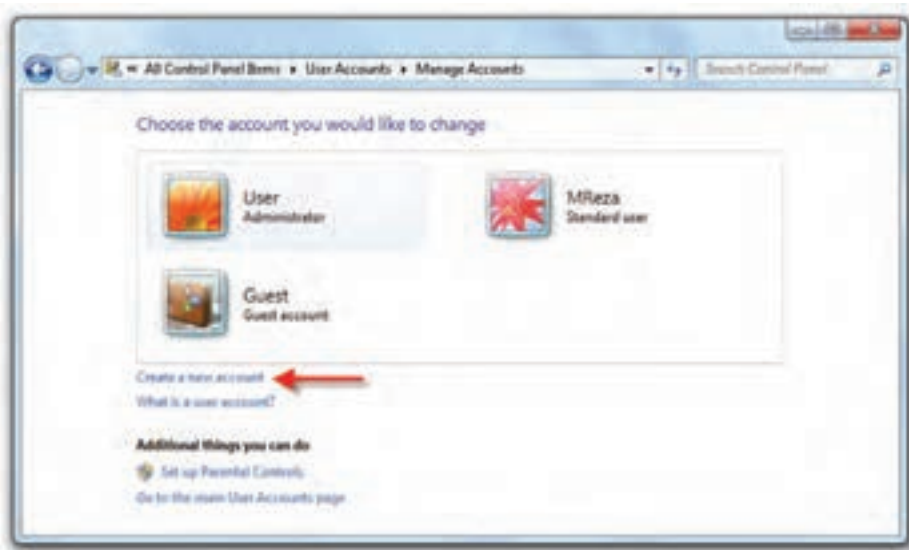 « All Control Panel Items ▸ User Accounts ▸ Manage Accounts
Search Control Panel
Choose the account you would like to change
User
Administrator
MReza
Standard user
Guest
Guest account
Create a new account
What is a user account?
Additional things you can do
Set up Parental Controls
Go to the main User Accounts page